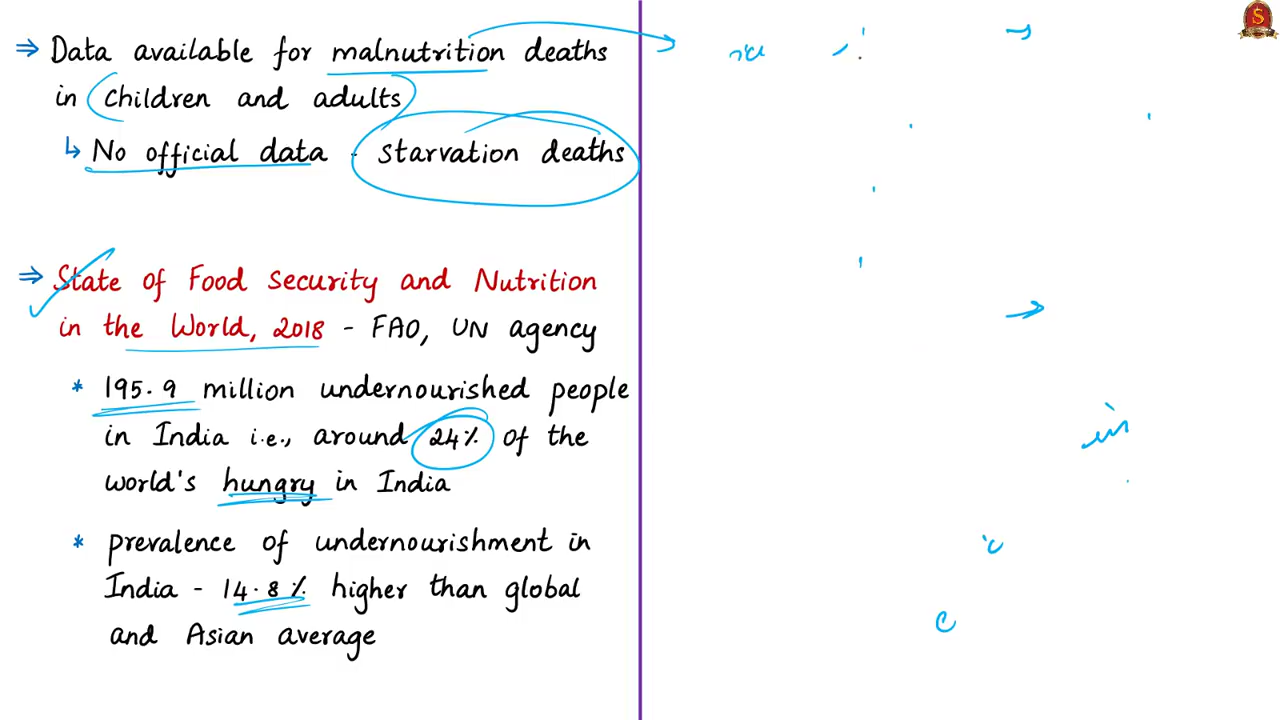 ⇒ Data available for malnutrition deaths
in children and adults
↳ No official data - starvation deaths
⇒ State of Food security and Nutrition
in the World, 2018 - FAO, UN agency
* 195.9 million undernourished people
in India i.e., around 24% of the
world's hungry in India
* prevalence of undernourishment in
India - 14.8% higher than global
and Asian average
S